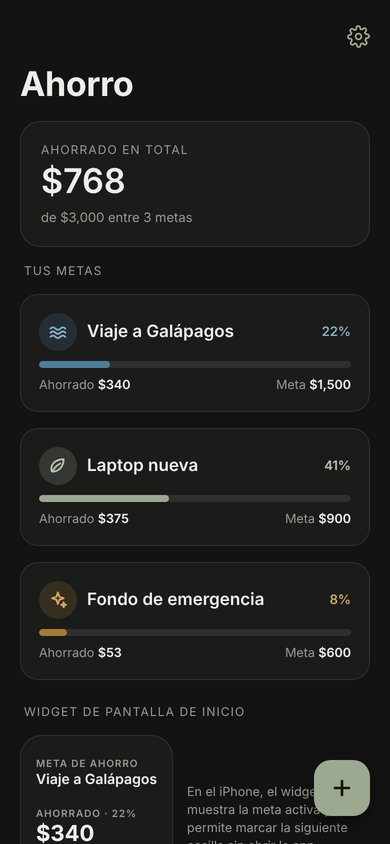 Ahorro
AHORRADO EN TOTAL
$768
de $3,000 entre 3 metas
TUS METAS
Viaje a Galápagos 22%
Ahorrado $340 Meta $1,500
Laptop nueva 41%
Ahorrado $375 Meta $900
Fondo de emergencia 8%
Ahorrado $53 Meta $600
WIDGET DE PANTALLA DE INICIO
META DE AHORRO
Viaje a Galápagos
AHORRADO · 22%
$340
En el iPhone, el
muestra la meta
permite marcar la siguiente